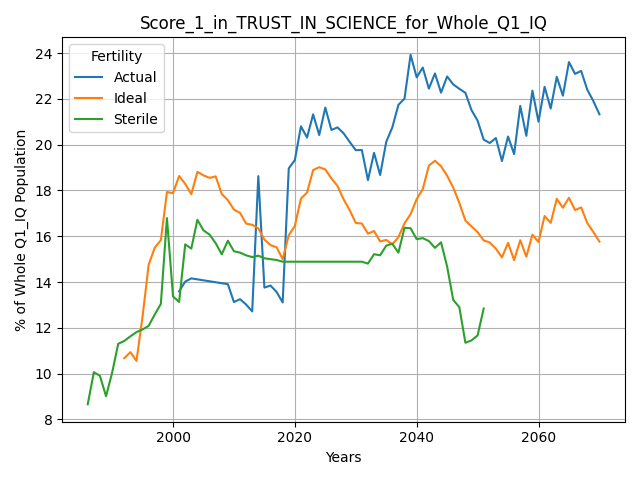 Score_1_in_TRUST_IN_SCIENCE_for_Whole_Q1_IQ
Fertility
Actual
Ideal
Sterile
% of Whole Q1_IQ Population
24
22
20
18
16
14
12
10
8
2000 2020 2040 2060
Years